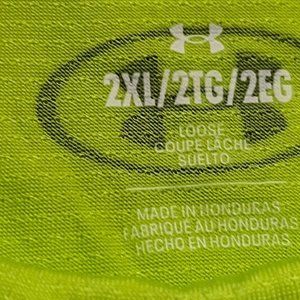 2XL/2TG/2EG
LOOSE
COUPE LÂCHE
SUELTO
MADE IN HONDURAS
FABRIQUÉ AU HONDURAS
HECHO EN HONDURAS